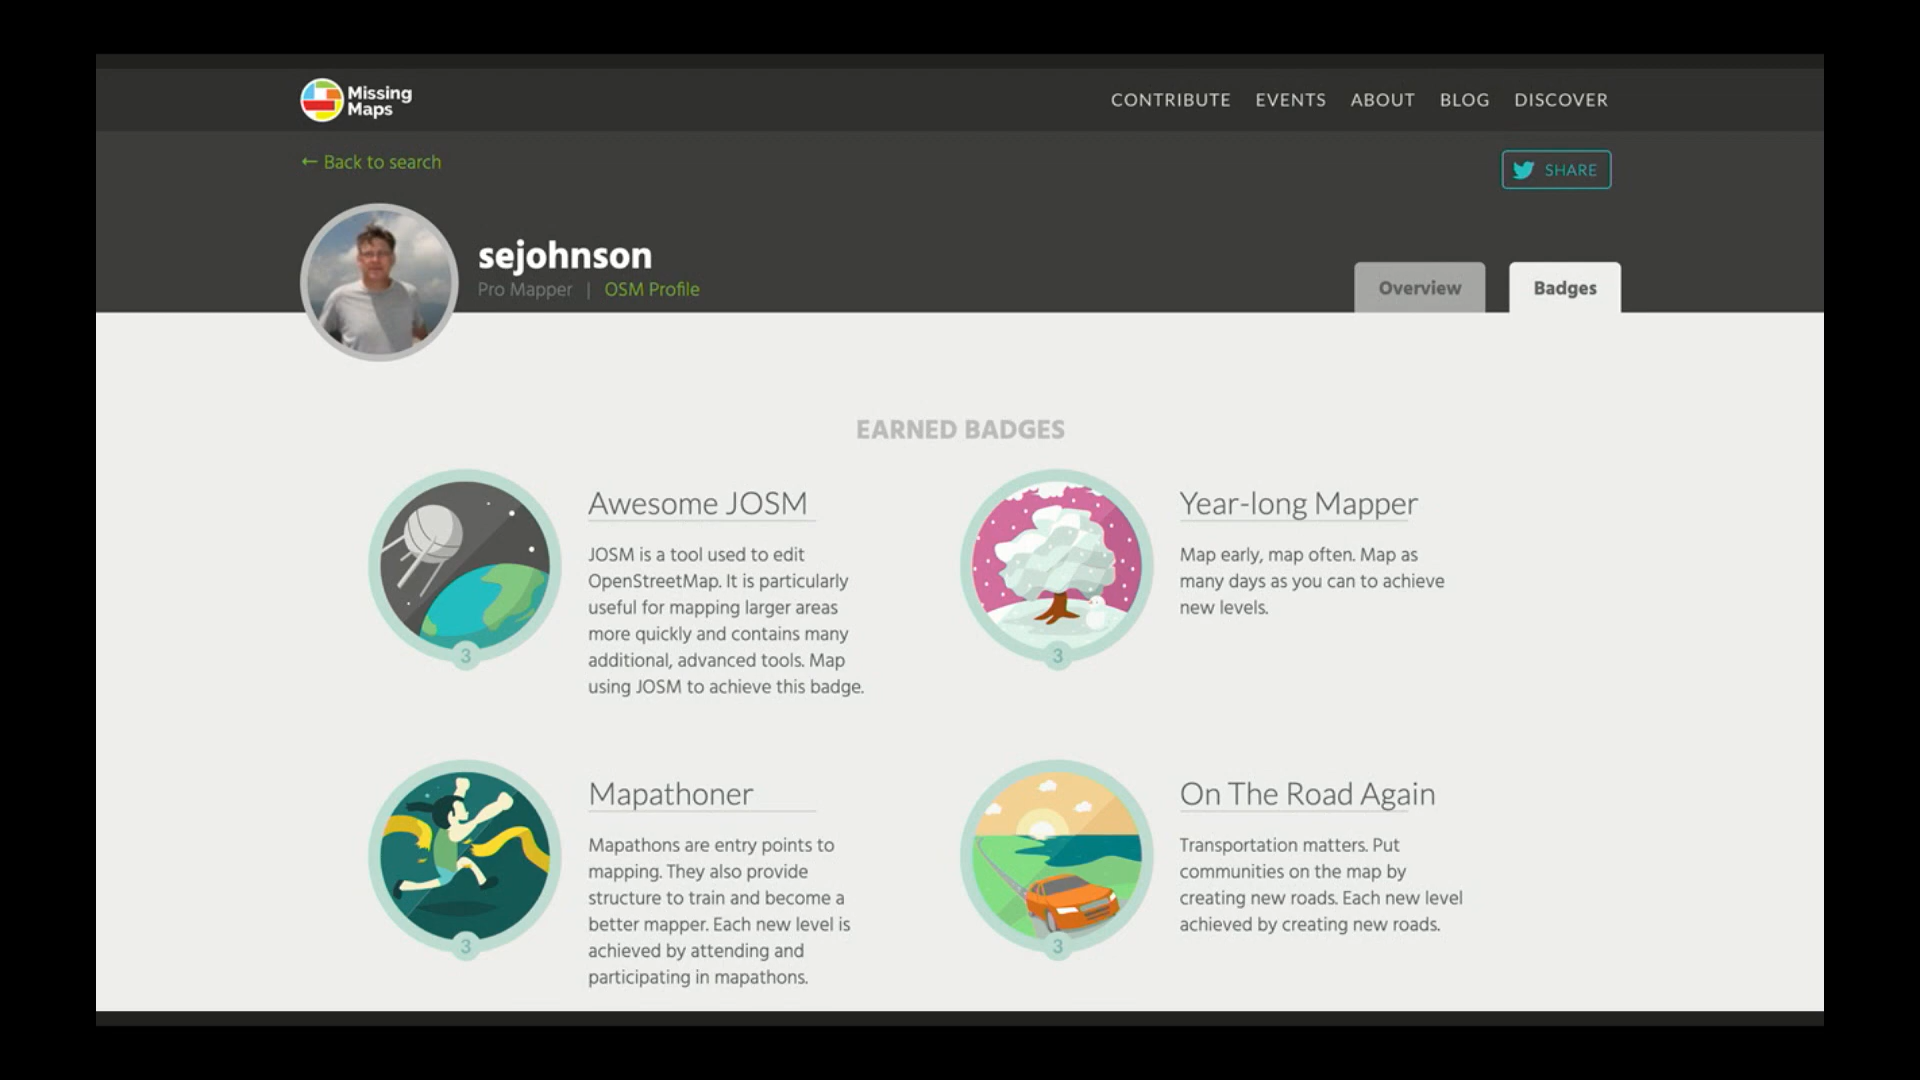 Missing
Maps
CONTRIBUTE EVENTS ABOUT BLOG DISCOVER
← Back to search
SHARE
sejohnson
Pro Mapper | OSM Profile
Overview
Badges
EARNED BADGES
Awesome JOSM
JOSM is a tool used to edit
OpenStreetMap. It is particularly
useful for mapping larger areas
more quickly and contains many
additional, advanced tools. Map
using JOSM to achieve this badge.
3
Year-long Mapper
Map early, map often. Map as
many days as you can to achieve
new levels.
3
Mapathoner
Mapathons are entry points to
mapping. They also provide
structure to train and become a
better mapper. Each new level is
achieved by attending and
participating in mapathons.
3
On The Road Again
Transportation matters. Put
communities on the map by
creating new roads. Each new level
achieved by creating new roads.
3